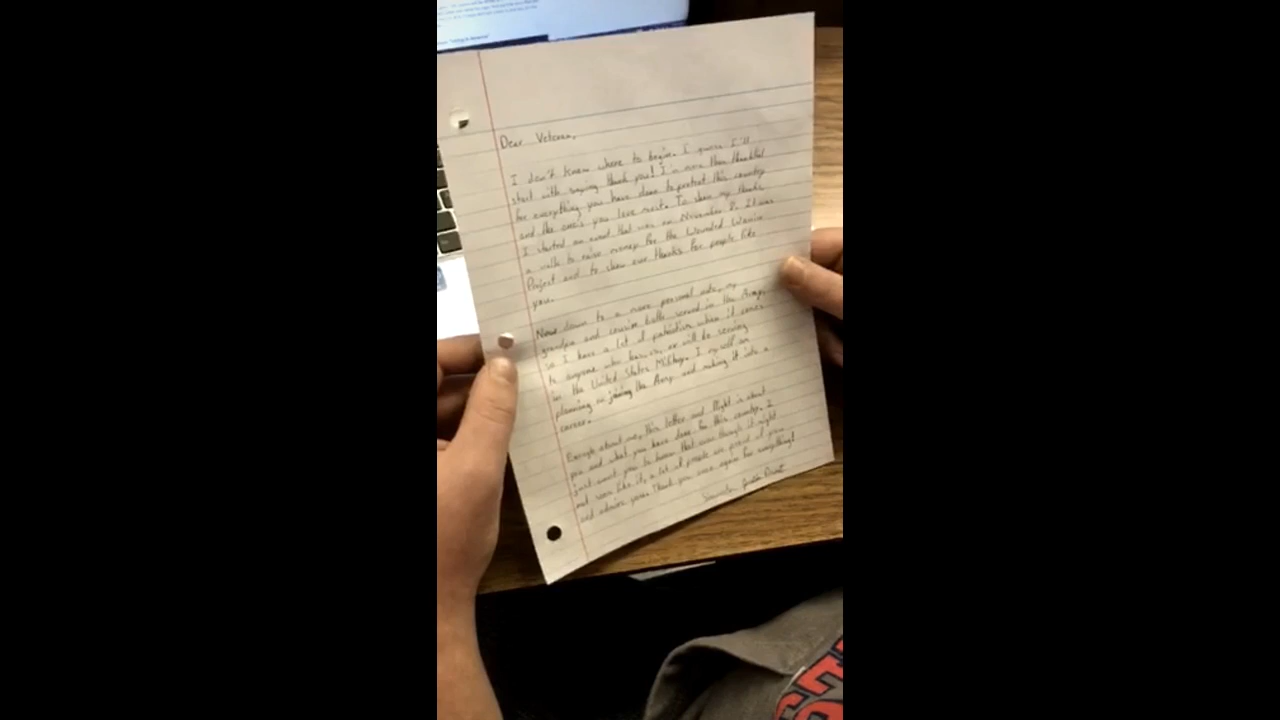 Dear Veteran,
I don't know where to begin. I guess I'll
start with saying thank you! I'm more than thankful
for everything you have done to protect this country
and the one's you love most. To show my thanks
I started an event that was on November 8. It was
a walk to raise money for the Wounded Warrior
Project and to show our thanks for people like
you.
Now down to a more personal note, my
grandpa and cousin both served in the Army,
so I have a lot of patriotism when it comes
to anyone who has, is, or will be serving
in the United States Military. I myself am
planning on joining the Army and making it into a
career.
Enough about me, this letter and flight is about
you and what you have done for this country. I
just want you to know that even though it might
not seem like it, a lot of people are proud of you
and admire you. Thank you once again for everything!
Sincerely,